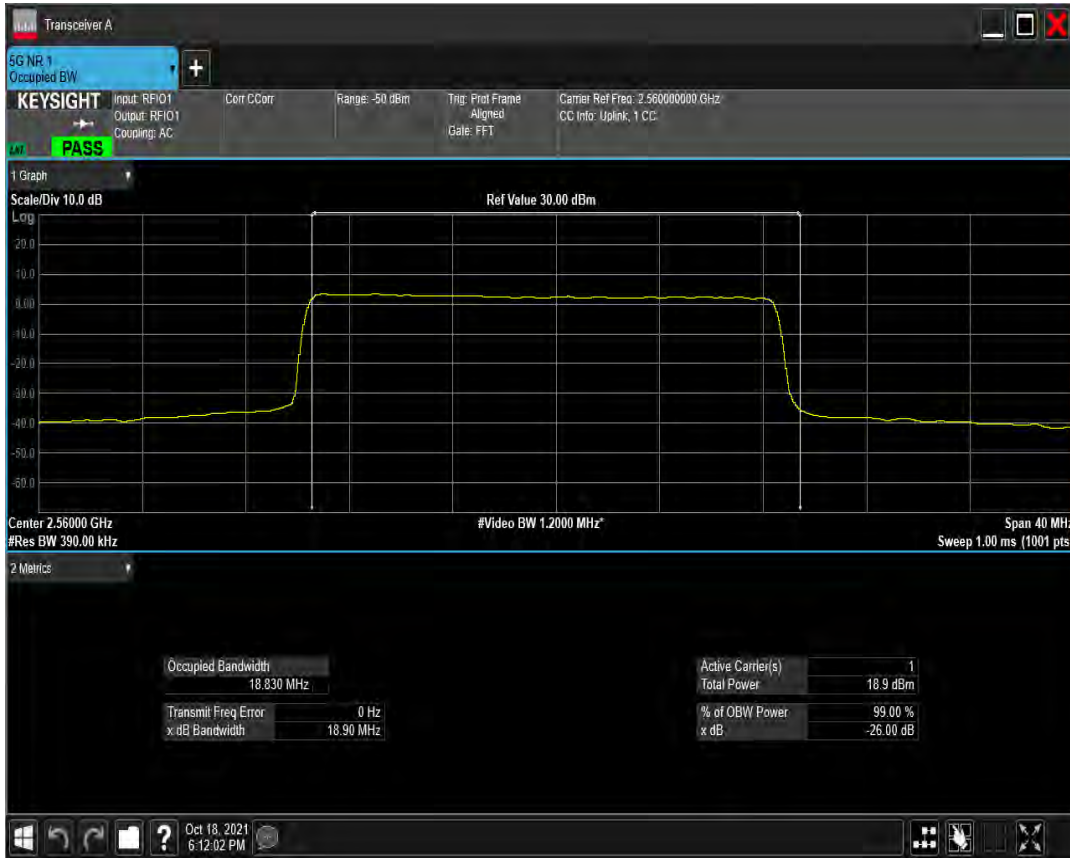 Transceiver A
5G NR 1
Occupied BW
KEYSIGHT
Input: RFIO1
Output: RFIO1
Coupling: AC
PASS
Corr CCorr
Range: -50 dBm
Trig: Prot Frame
Aligned
Gate: FFT
Carrier Ref Freq: 2.560000000 GHz
CC Info: Uplink, 1 CC
1 Graph
Scale/Div 10.0 dB
Ref Value 30.00 dBm
Log
20.0
10.0
0.00
-10.0
-20.0
-30.0
-40.0
-50.0
-60.0
Center 2.56000 GHz
#Video BW 1.2000 MHz*
Span 40 MHz
#Res BW 390.00 kHz
Sweep 1.00 ms (1001 pts
2 Metrics
Occupied Bandwidth
18.830 MHz
Transmit Freq Error 0 Hz
x dB Bandwidth 18.90 MHz
Active Carrier(s) 1
Total Power 18.9 dBm
% of OBW Power 99.00 %
x dB -26.00 dB
Oct 18, 2021
6:12:02 PM